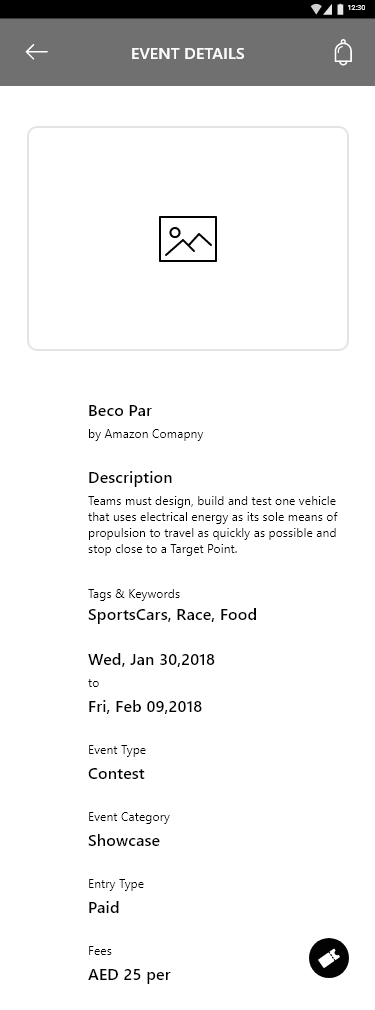 12:30
EVENT DETAILS
Beco Par
by Amazon Comapny
Description
Teams must design, build and test one vehicle
that uses electrical energy as its sole means of
propulsion to travel as quickly as possible and
stop close to a Target Point.
Tags & Keywords
SportsCars, Race, Food
Wed, Jan 30,2018
to
Fri, Feb 09,2018
Event Type
Contest
Event Category
Showcase
Entry Type
Paid
Fees
AED 25 per